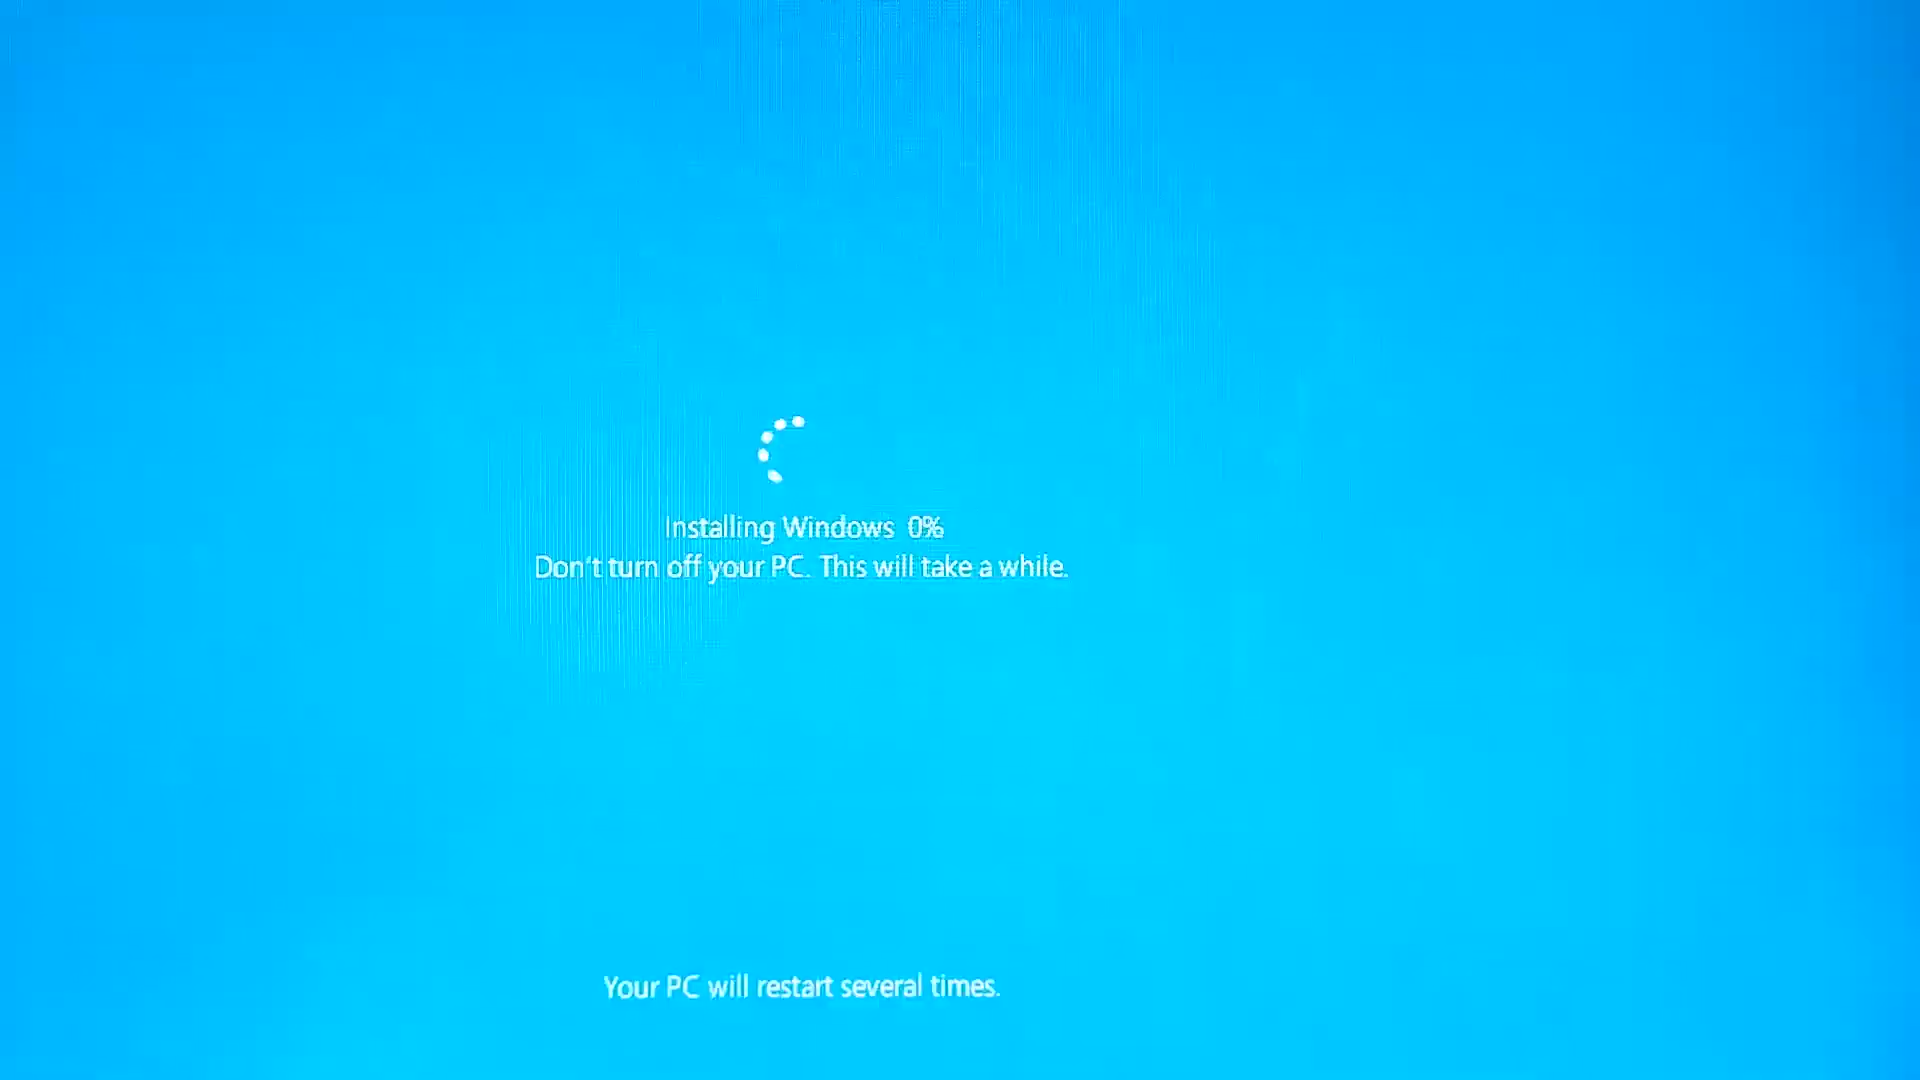 Installing Windows 0%
Don't turn off your PC. This will take a while.
Your PC will restart several times.